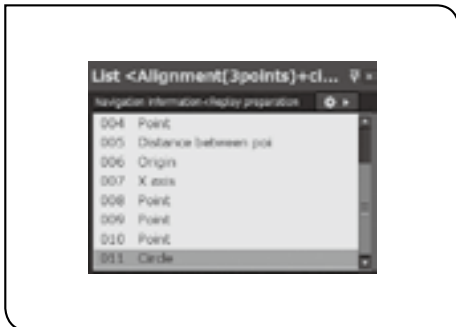 List <Alignment(3points)+cl...
Navigation information<Replay preparation
004 Point
005 Distance between poi
006 Origin
007 X axis
008 Point
009 Point
010 Point
011 Circle